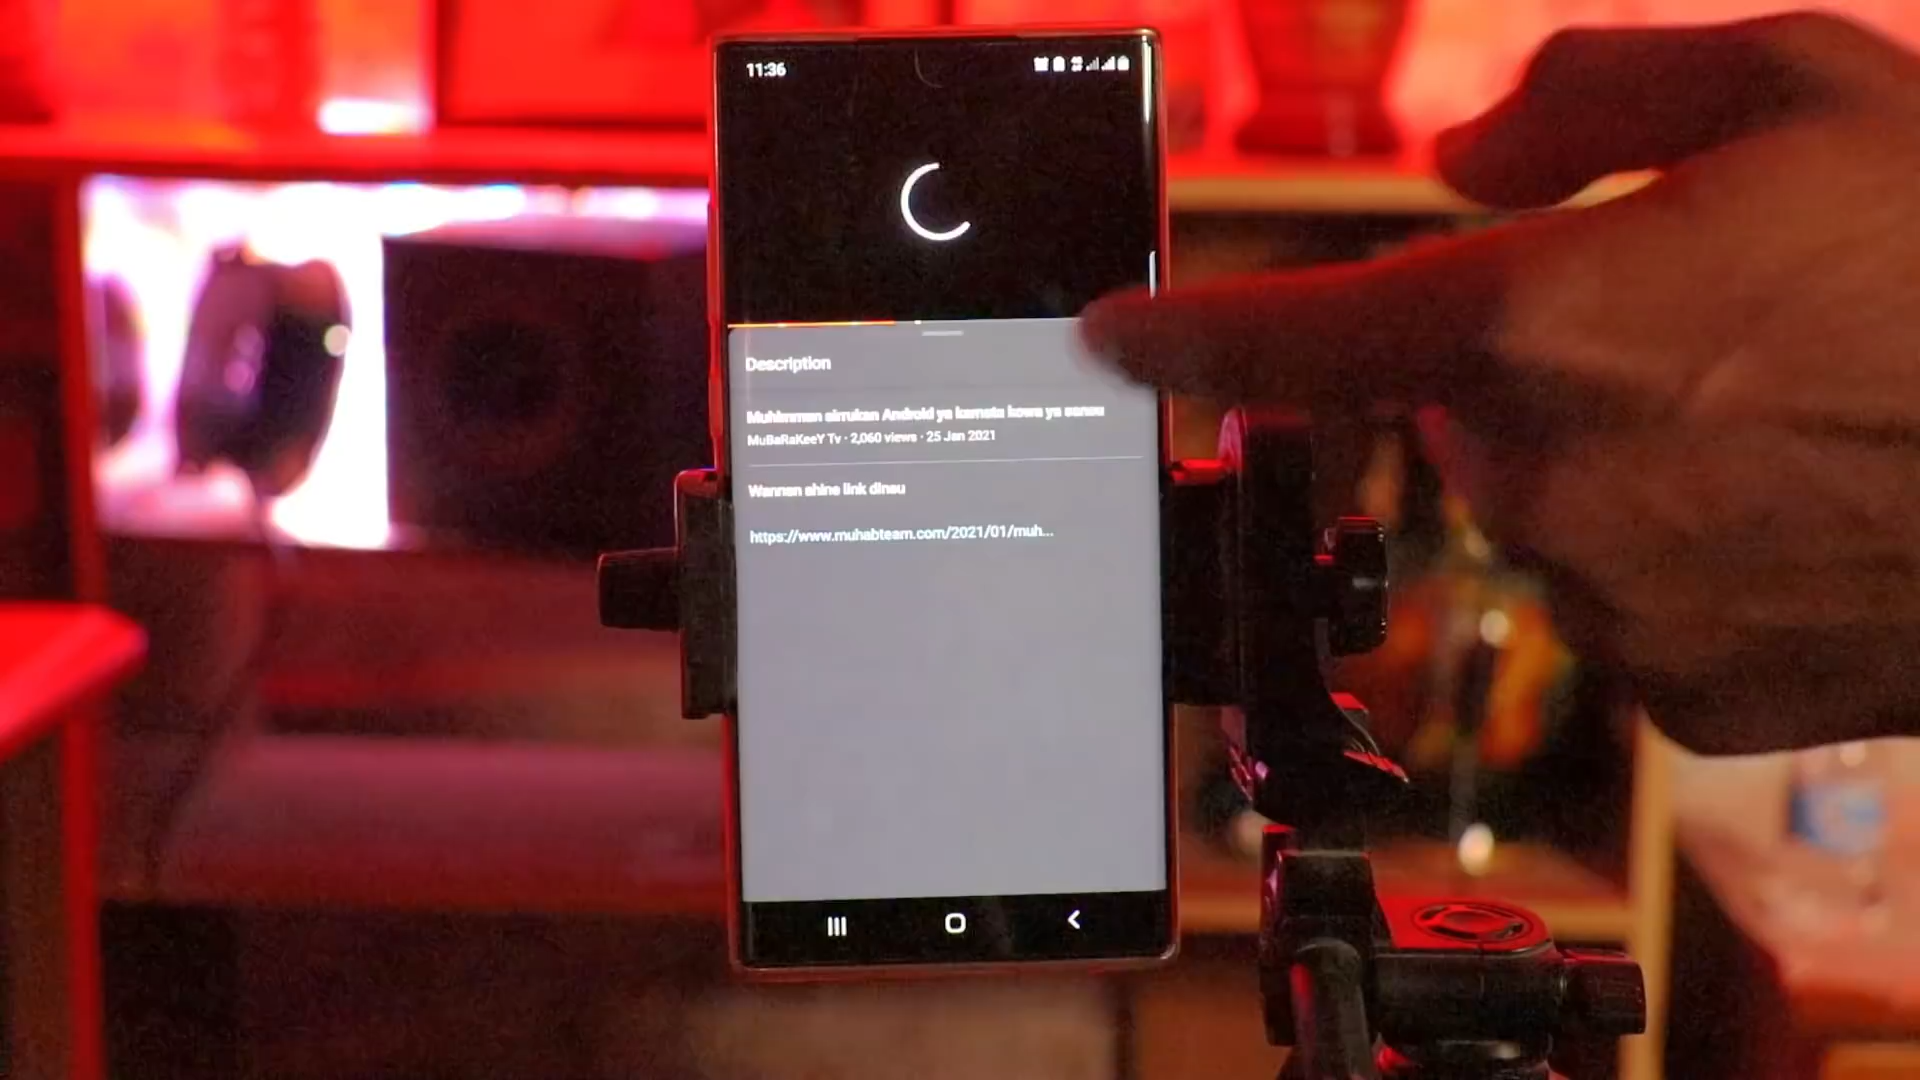 11:36
Description
Muhimman sirrukan Android ya kamata kowa ya sansu
MuBaRaKeeY Tv · 2,060 views · 25 Jan 2021
Wannan shine link dinsu
https://www.muhabteam.com/2021/01/muh...